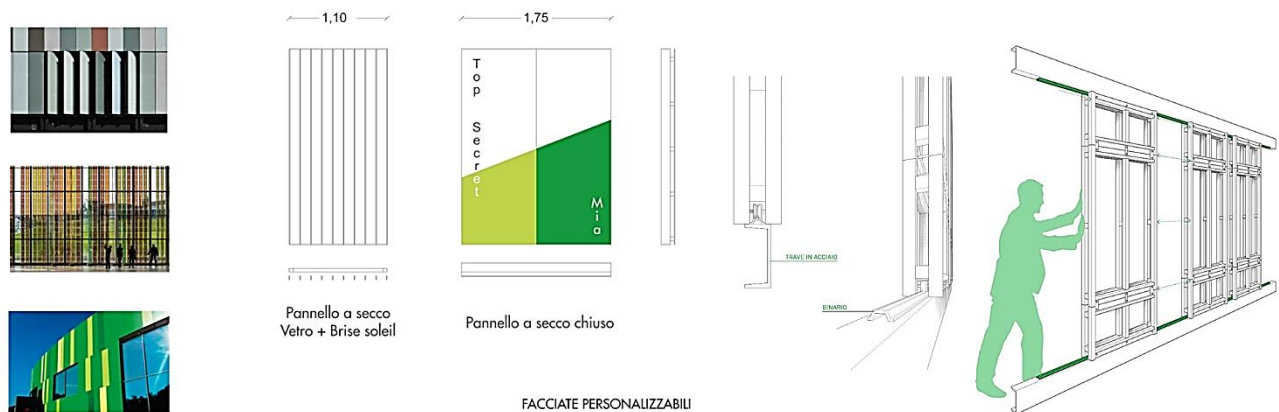 1,10
1,75
Top Secret
Mia
TRAVE IN ACCIAIO
BINARIO
Pannello a secco
Vetro + Brise soleil
Pannello a secco chiuso
FACCIATE PERSONALIZZABILI